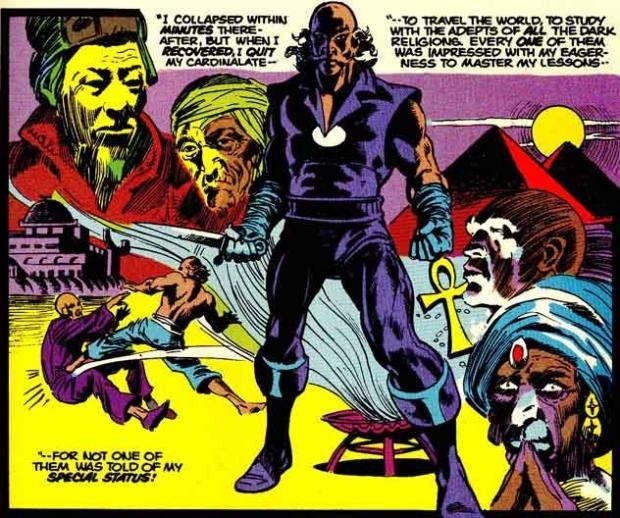 "I COLLAPSED WITHIN
MINUTES THERE-
AFTER, BUT WHEN I
RECOVERED, I QUIT
MY CARDINALATE--
"--TO TRAVEL THE WORLD, TO STUDY
WITH THE ADEPTS OF ALL THE DARK
RELIGIONS. EVERY ONE OF THEM
WAS IMPRESSED WITH MY EAGER-
NESS TO MASTER MY LESSONS--
"--FOR NOT ONE OF
THEM WAS TOLD OF MY
SPECIAL STATUS!